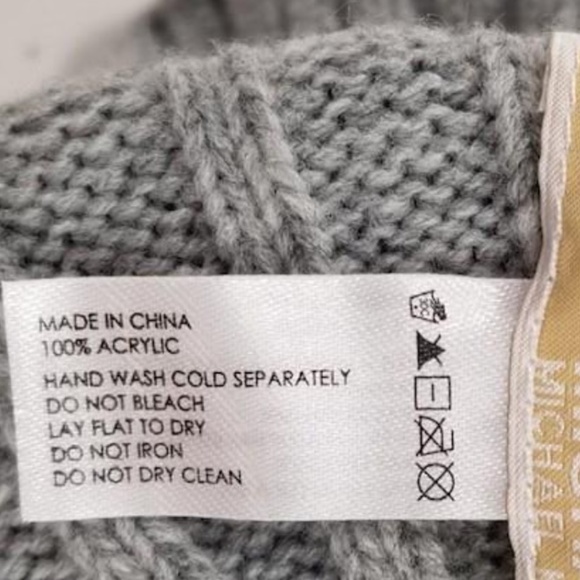 MADE IN CHINA
100% ACRYLIC
HAND WASH COLD SEPARATELY
DO NOT BLEACH
LAY FLAT TO DRY
DO NOT IRON
DO NOT DRY CLEAN
MICHAEL